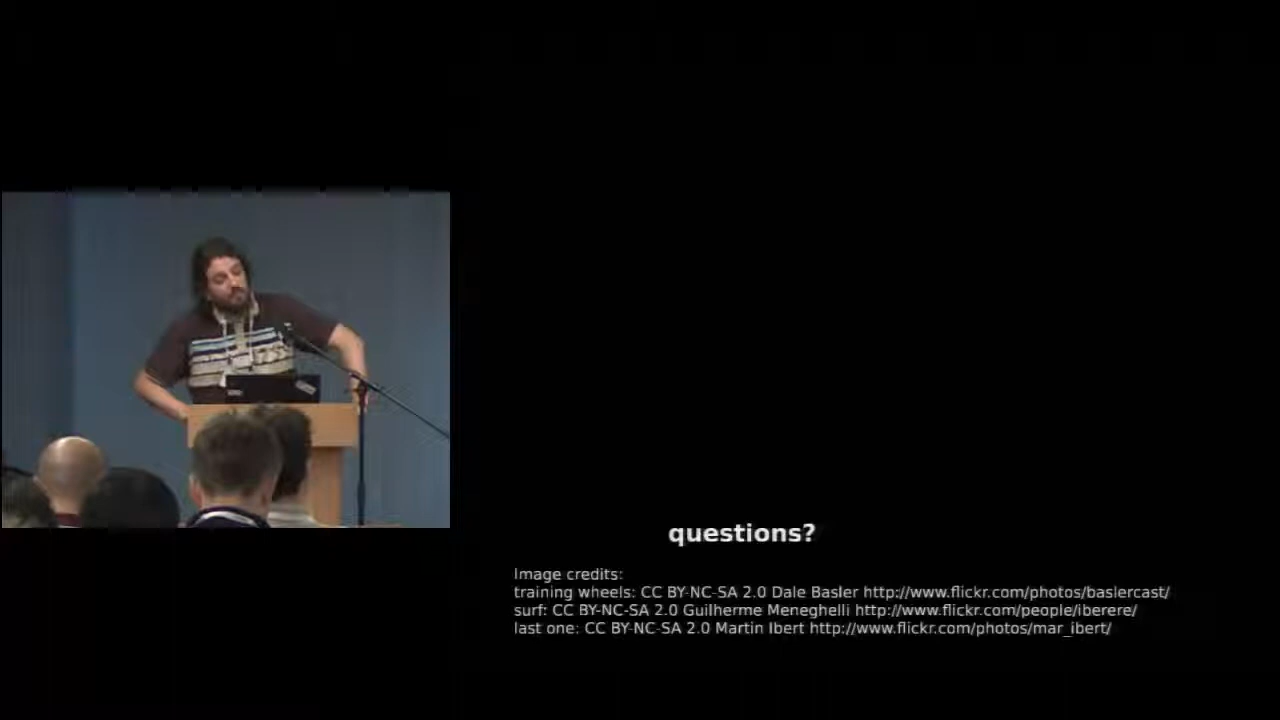 questions?
Image credits:
training wheels: CC BY-NC-SA 2.0 Dale Basler http://www.flickr.com/photos/baslercast/
surf: CC BY-NC-SA 2.0 Guilherme Meneghelli http://www.flickr.com/people/iberere/
last one: CC BY-NC-SA 2.0 Martin Ibert http://www.flickr.com/photos/mar_ibert/